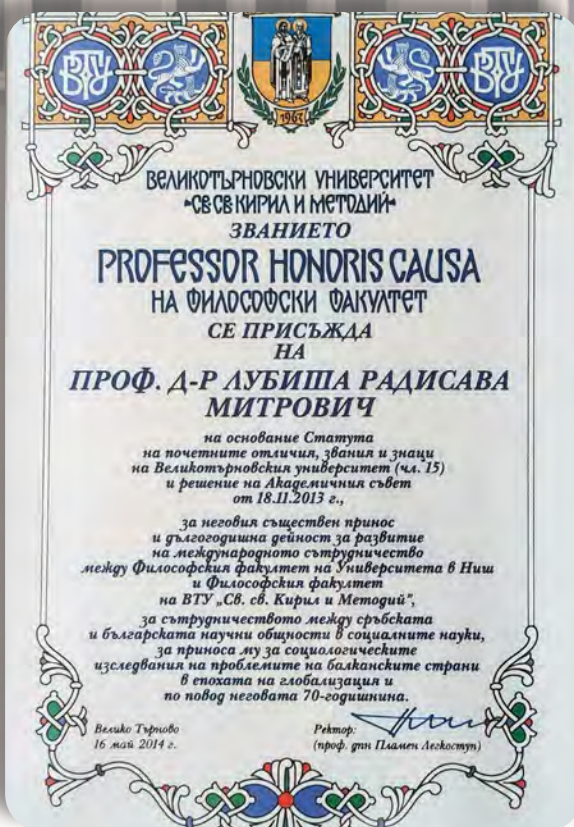 ВТУ ВТУ
1963
ВЕЛИКОТЪРНОВСКИ УНИВЕРСИТЕТ
"СВ СВ КИРИЛ И МЕТОДИЙ"
ЗВАНИЕТО
PROFESSOR HONORIS CAUSA
НА ФИЛОСОФСКИ ФАКУЛТЕТ
СЕ ПРИСЪЖДА
НА
ПРОФ. Д-Р ЛУБИША РАДИСАВА
МИТРОВИЧ
на основание Статута
на почетните отличия, звания и знаци
на Великотърновския университет (чл. 15)
и решение на Академичния съвет
от 18.11.2013 г.,
за неговия съществен принос
и дългогодишна дейност за развитие
на международното сътрудничество
между Философския факултет на Университета в Ниш
и Философския факултет
на ВТУ „Св. св. Кирил и Методий",
за сътрудничеството между сръбската
и българската научни общности в социалните науки,
за приноса му за социологическите
изследвания на проблемите на балканските страни
в епохата на глобализация и
по повод неговата 70-годишнина.
Велико Търново
16 май 2014 г.
Ректор:
(проф. дпн Пламен Легкоступ)